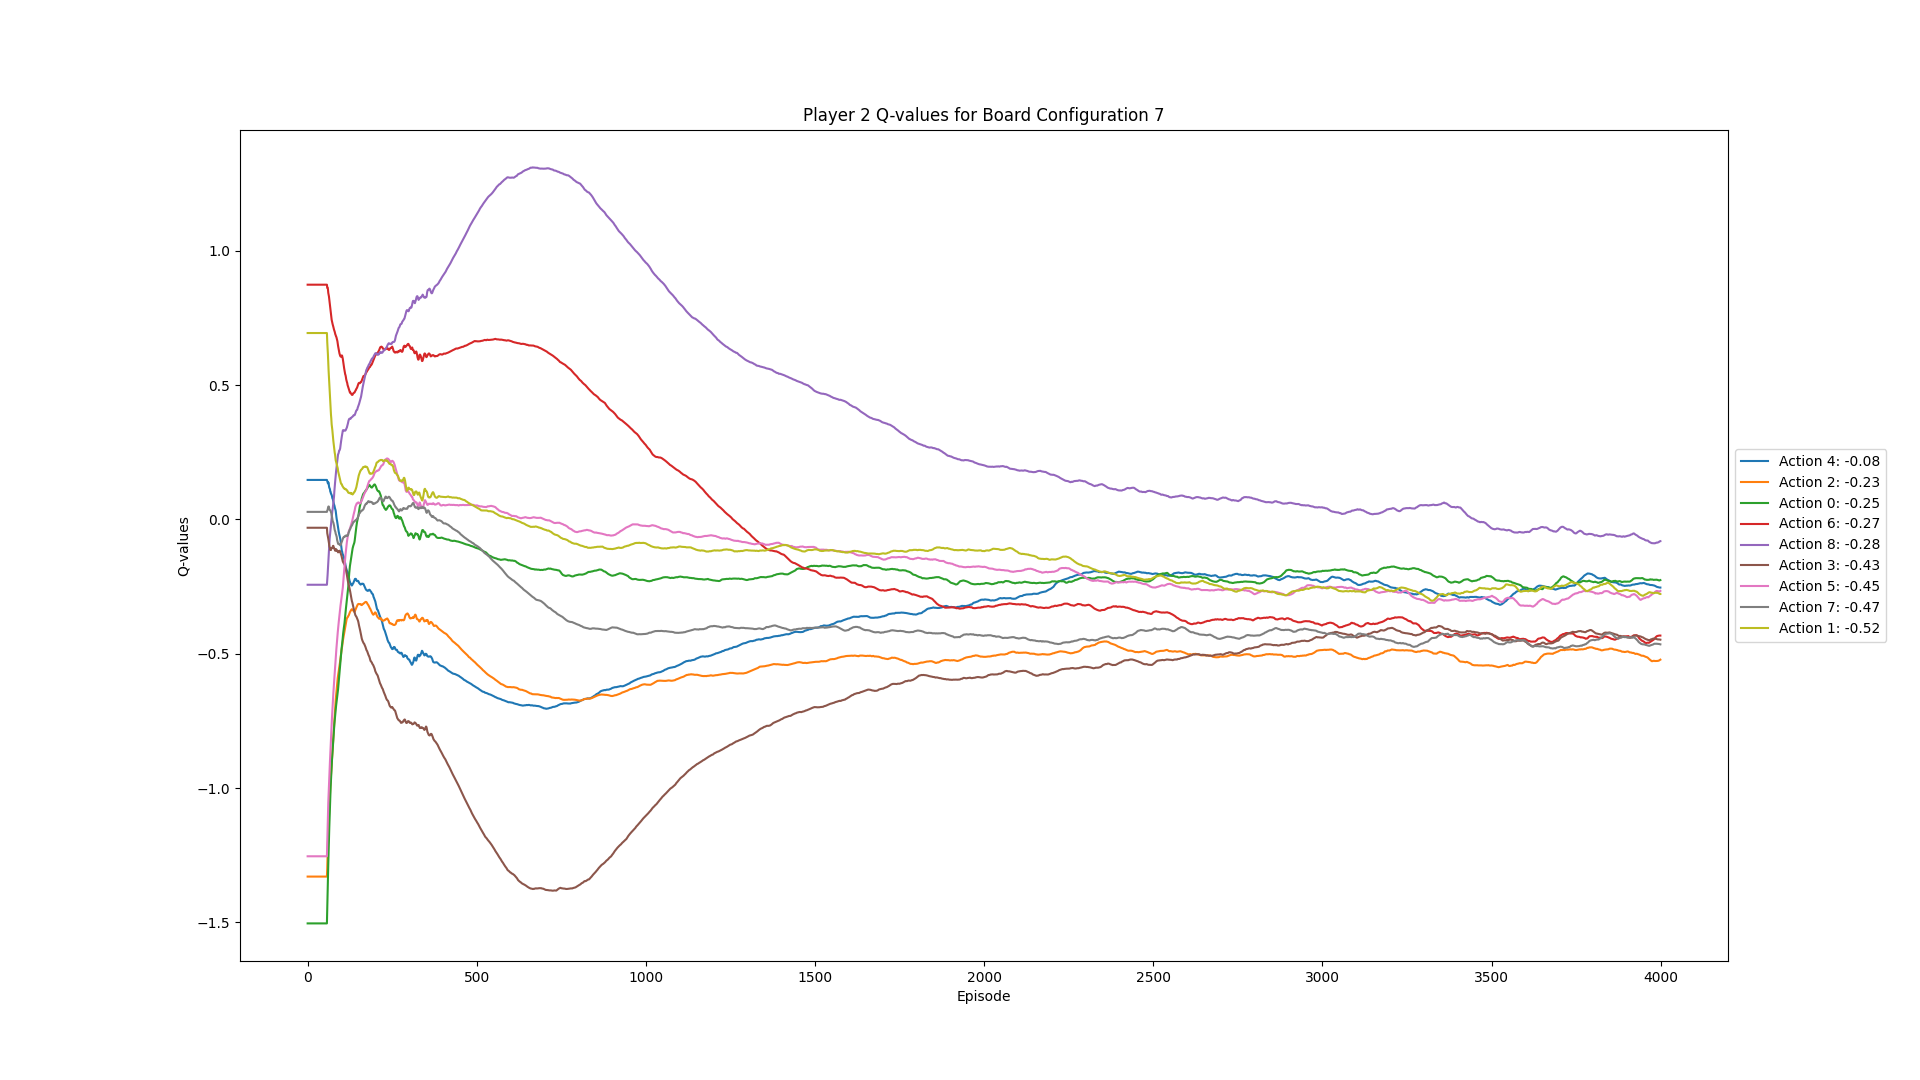 Player 2 Q-values for Board Configuration 7
Q-values
1.0
0.5
0.0
−0.5
−1.0
−1.5
0 500 1000 1500 2000 2500 3000 3500 4000
Episode
Action 4: -0.08
Action 2: -0.23
Action 0: -0.25
Action 6: -0.27
Action 8: -0.28
Action 3: -0.43
Action 5: -0.45
Action 7: -0.47
Action 1: -0.52